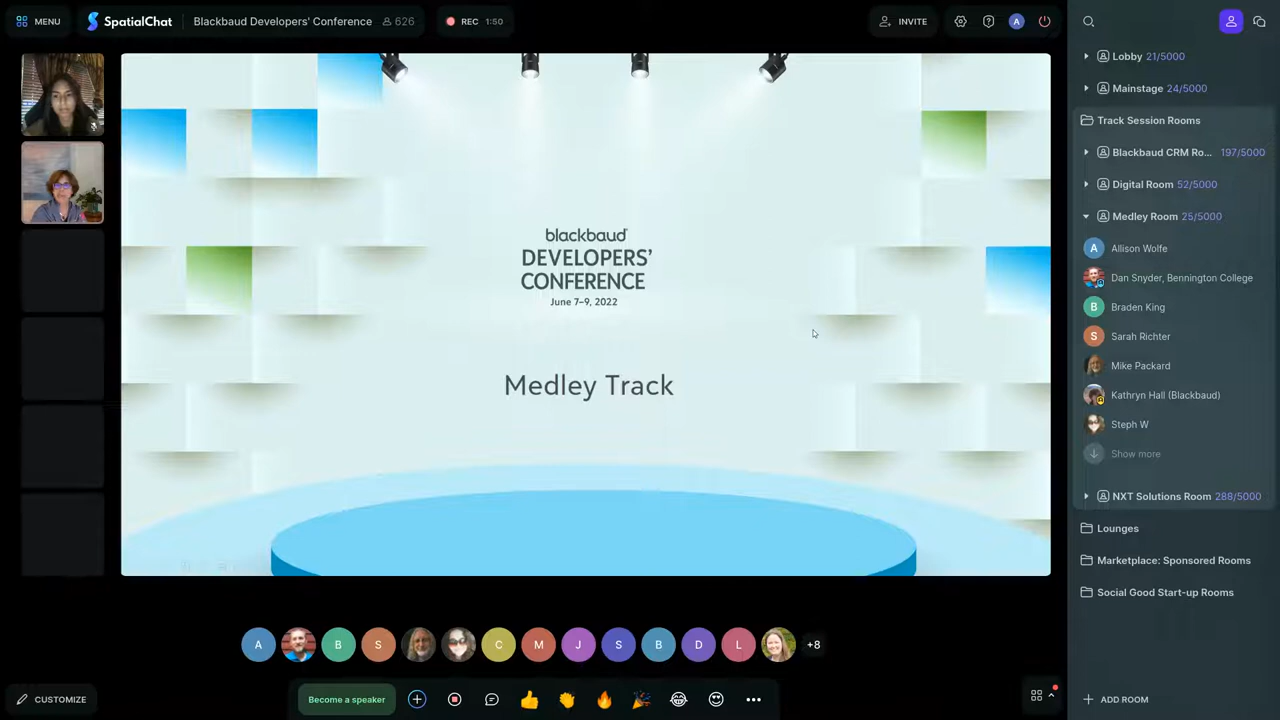 MENU
SpatialChat
Blackbaud Developers' Conference 626
REC 1:50
INVITE
A
blackbaud
DEVELOPERS'
CONFERENCE
June 7–9, 2022
Medley Track
A B S C M J S B D L +8
CUSTOMIZE
Become a speaker
Lobby 21/5000
Mainstage 24/5000
Track Session Rooms
Blackbaud CRM Ro... 197/5000
Digital Room 52/5000
Medley Room 25/5000
A Allison Wolfe
Dan Snyder, Bennington College
B Braden King
S Sarah Richter
Mike Packard
Kathryn Hall (Blackbaud)
Steph W
Show more
NXT Solutions Room 288/5000
Lounges
Marketplace: Sponsored Rooms
Social Good Start-up Rooms
ADD ROOM